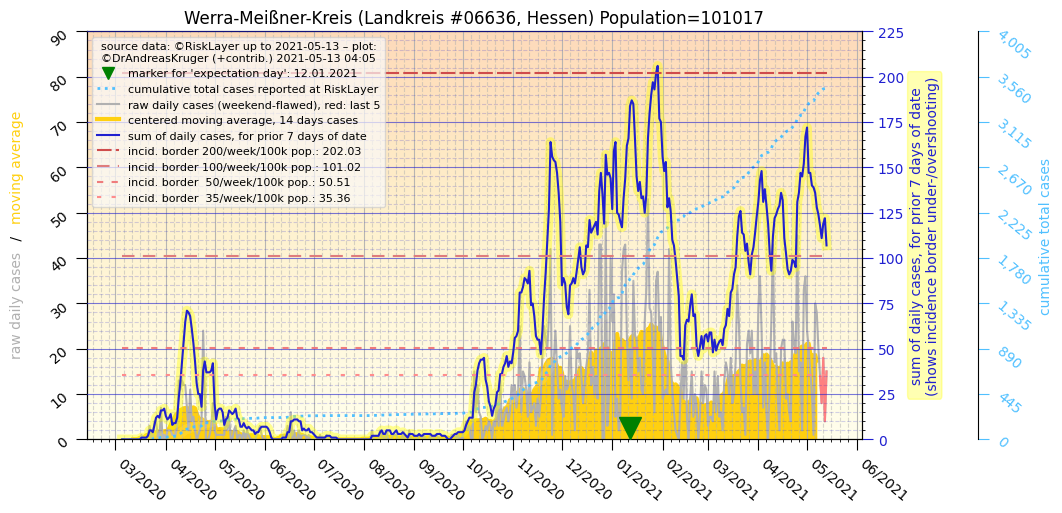 Werra-Meißner-Kreis (Landkreis #06636, Hessen) Population=101017
source data: ©RiskLayer up to 2021-05-13 – plot:
©DrAndreasKruger (+contrib.) 2021-05-13 04:05
marker for 'expectation day': 12.01.2021
cumulative total cases reported at RiskLayer
raw daily cases (weekend-flawed), red: last 5
centered moving average, 14 days cases
sum of daily cases, for prior 7 days of date
incid. border 200/week/100k pop.: 202.03
incid. border 100/week/100k pop.: 101.02
incid. border 50/week/100k pop.: 50.51
incid. border 35/week/100k pop.: 35.36
raw daily cases / moving average
90
80
70
60
50
40
30
20
10
0
03/2020
04/2020
05/2020
06/2020
07/2020
08/2020
09/2020
10/2020
11/2020
12/2020
01/2021
02/2021
03/2021
04/2021
05/2021
06/2021
225
200
175
150
125
100
75
50
25
0
sum of daily cases, for prior 7 days of date
(shows incidence border under-/overshooting)
4,005
3,560
3,115
2,670
2,225
1,780
1,335
890
445
0
cumulative total cases